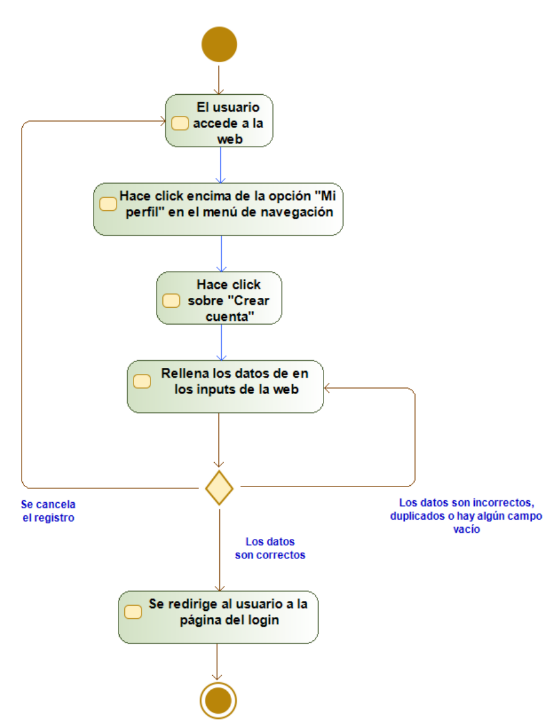 El usuario
accede a la
web
Hace click encima de la opción "Mi
perfil" en el menú de navegación
Hace click
sobre "Crear
cuenta"
Rellena los datos de en
los inputs de la web
Se cancela
el registro
Los datos son incorrectos,
duplicados o hay algún campo
vacío
Los datos
son correctos
Se redirige al usuario a la
página del login